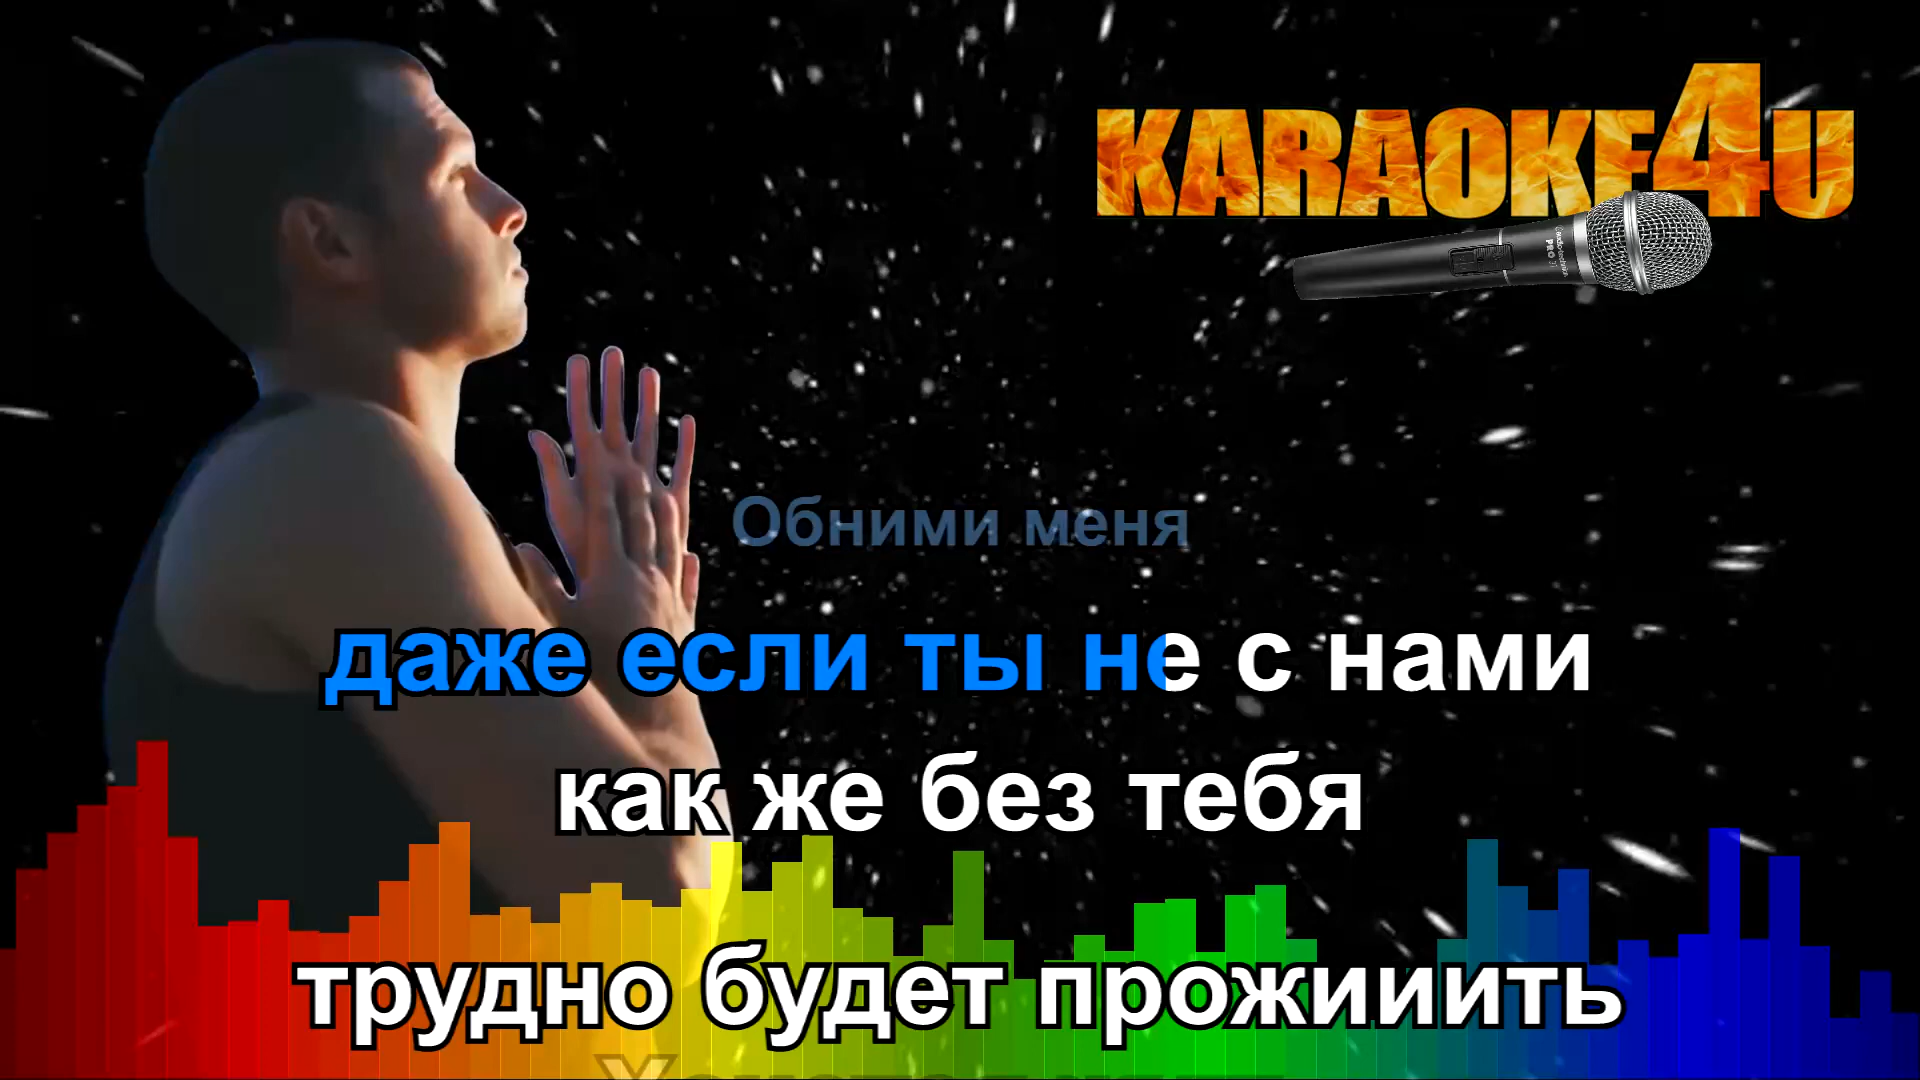 KARAOKE4U
Обними меня
даже если ты не с нами
как же без тебя
трудно будет прожииить